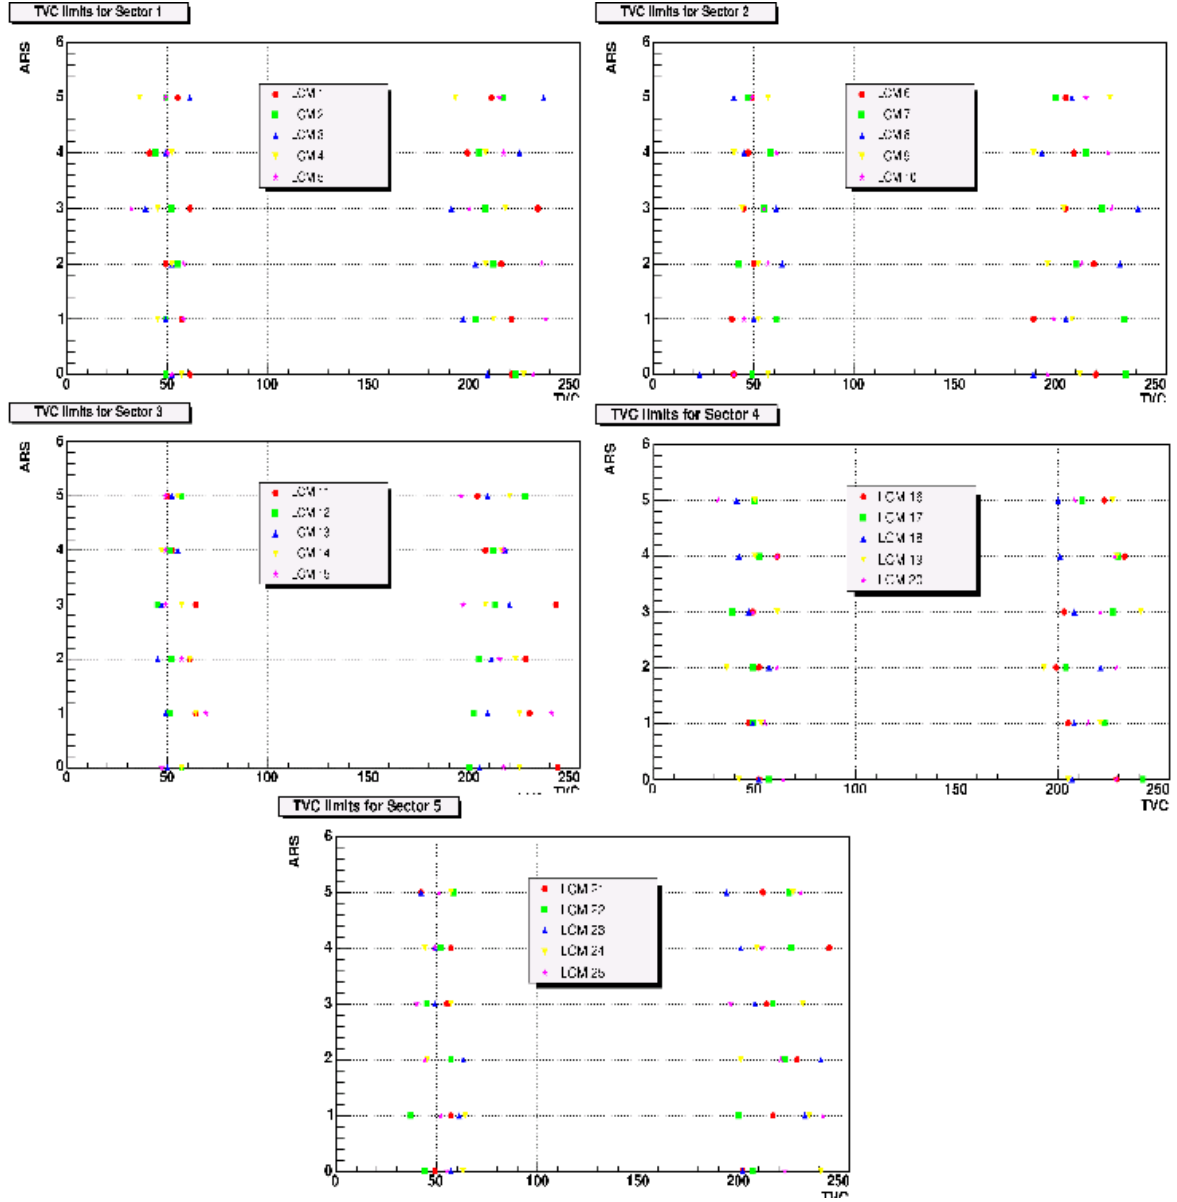 TVC limits for Sector 1
ARS
6
5
4
3
2
1
0
LCM 1
LCM 2
LCM 3
LCM 4
LCM 5
0 50 100 150 200 250
TVC
TVC limits for Sector 2
ARS
6
5
4
3
2
1
0
LCM 6
LCM 7
LCM 8
LCM 9
LCM 10
0 50 100 150 200 250
TVC
TVC limits for Sector 3
ARS
6
5
4
3
2
1
0
LCM 11
LCM 12
LCM 13
LCM 14
LCM 15
0 50 100 150 200 250
TVC
TVC limits for Sector 4
ARS
6
5
4
3
2
1
0
LCM 16
LCM 17
LCM 18
LCM 19
LCM 20
0 50 100 150 200 250
TVC
TVC limits for Sector 5
ARS
6
5
4
3
2
1
0
LCM 21
LCM 22
LCM 23
LCM 24
LCM 25
0 50 100 150 200 250
TVC